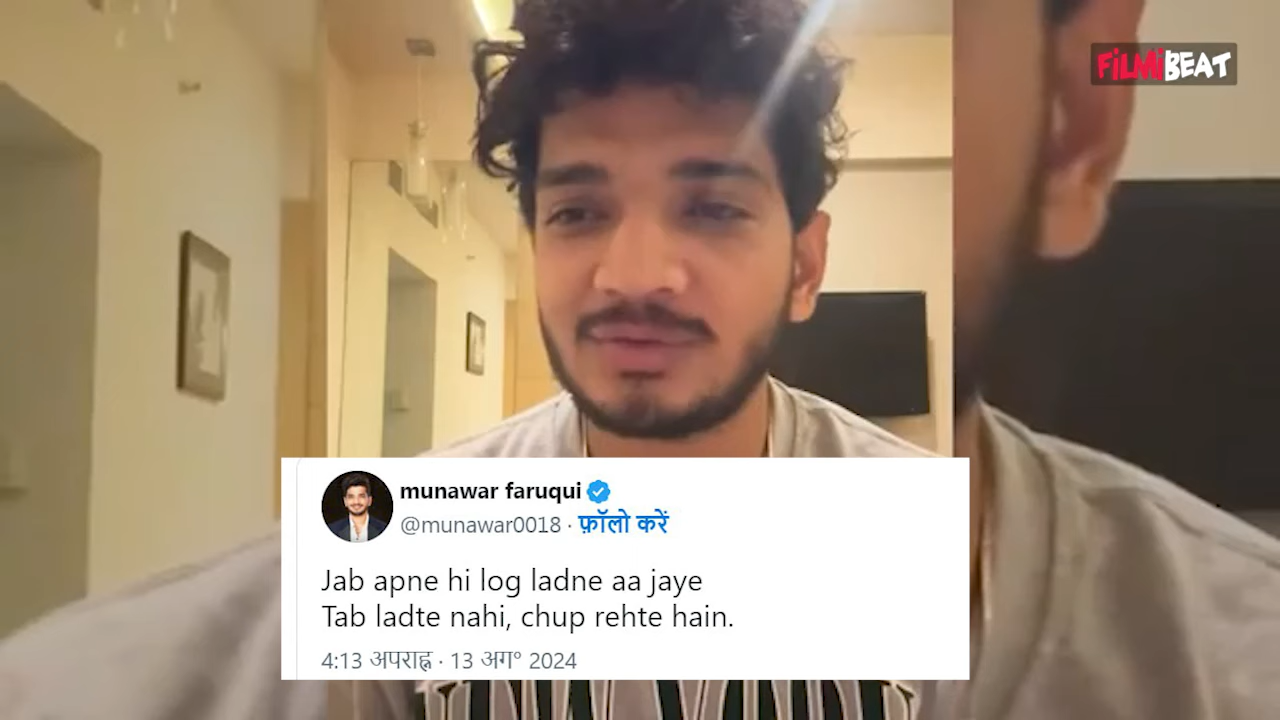 FiLMiBEAT
munawar faruqui
@munawar0018 · फ़ॉलो करें
Jab apne hi log ladne aa jaye
Tab ladte nahi, chup rehte hain.
4:13 अपराह्न · 13 अग॰ 2024